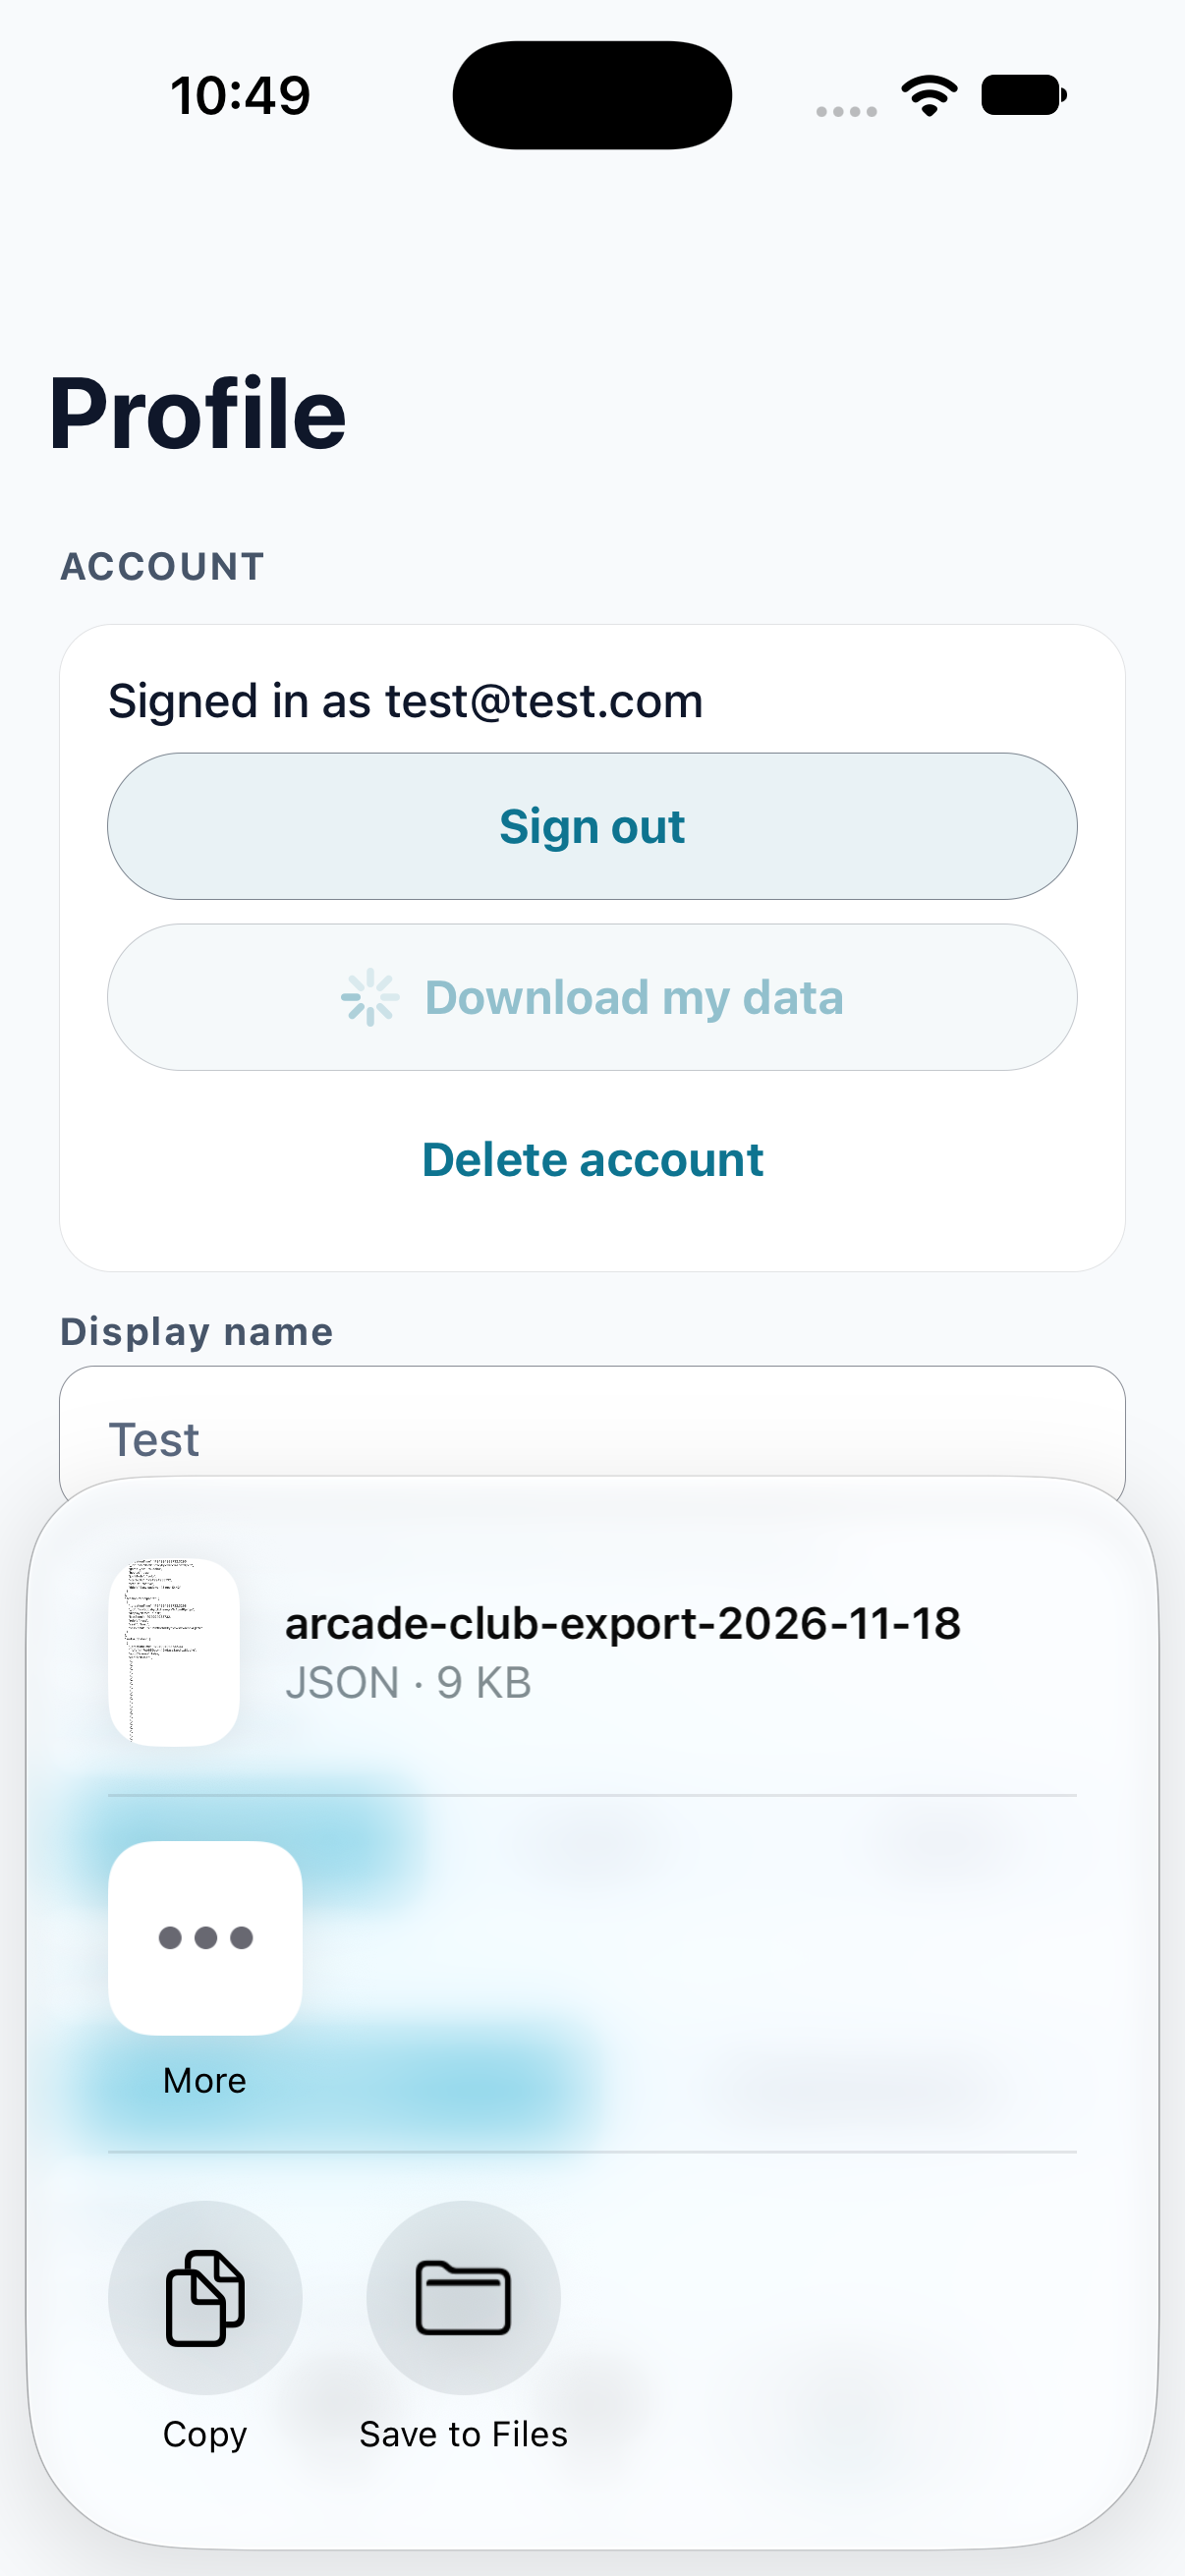 10:49
Profile
ACCOUNT
Signed in as test@test.com
Sign out
Download my data
Delete account
Display name
Test
arcade-club-export-2026-11-18
JSON · 9 KB
More
Copy
Save to Files